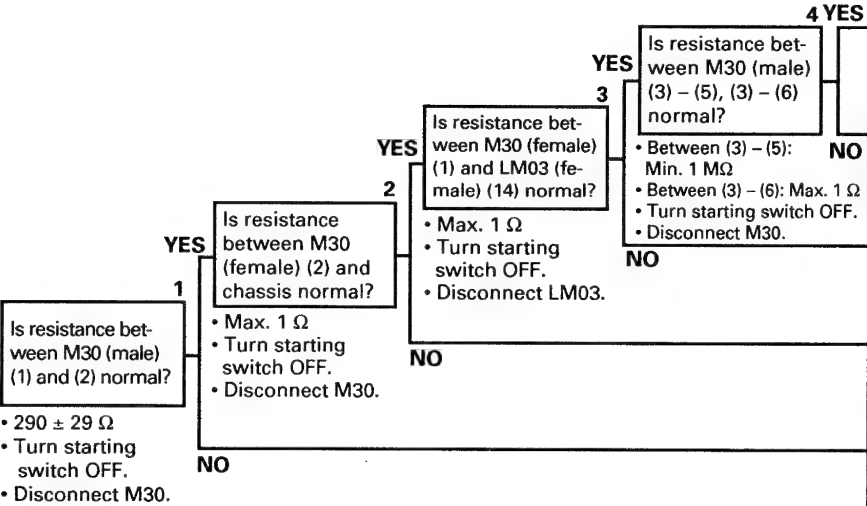 1
Is resistance bet-
ween M30 (male)
(1) and (2) normal?
• 290 ± 29 Ω
• Turn starting
switch OFF.
• Disconnect M30.
YES
NO
2
Is resistance
between M30
(female) (2) and
chassis normal?
• Max. 1 Ω
• Turn starting
switch OFF.
• Disconnect M30.
YES
NO
3
Is resistance bet-
ween M30 (female)
(1) and LM03 (fe-
male) (14) normal?
• Max. 1 Ω
• Turn starting
switch OFF.
• Disconnect LM03.
YES
NO
4
Is resistance bet-
ween M30 (male)
(3) – (5), (3) – (6)
normal?
• Between (3) – (5):
Min. 1 MΩ
• Between (3) – (6): Max. 1 Ω
• Turn starting switch OFF.
• Disconnect M30.
YES
NO